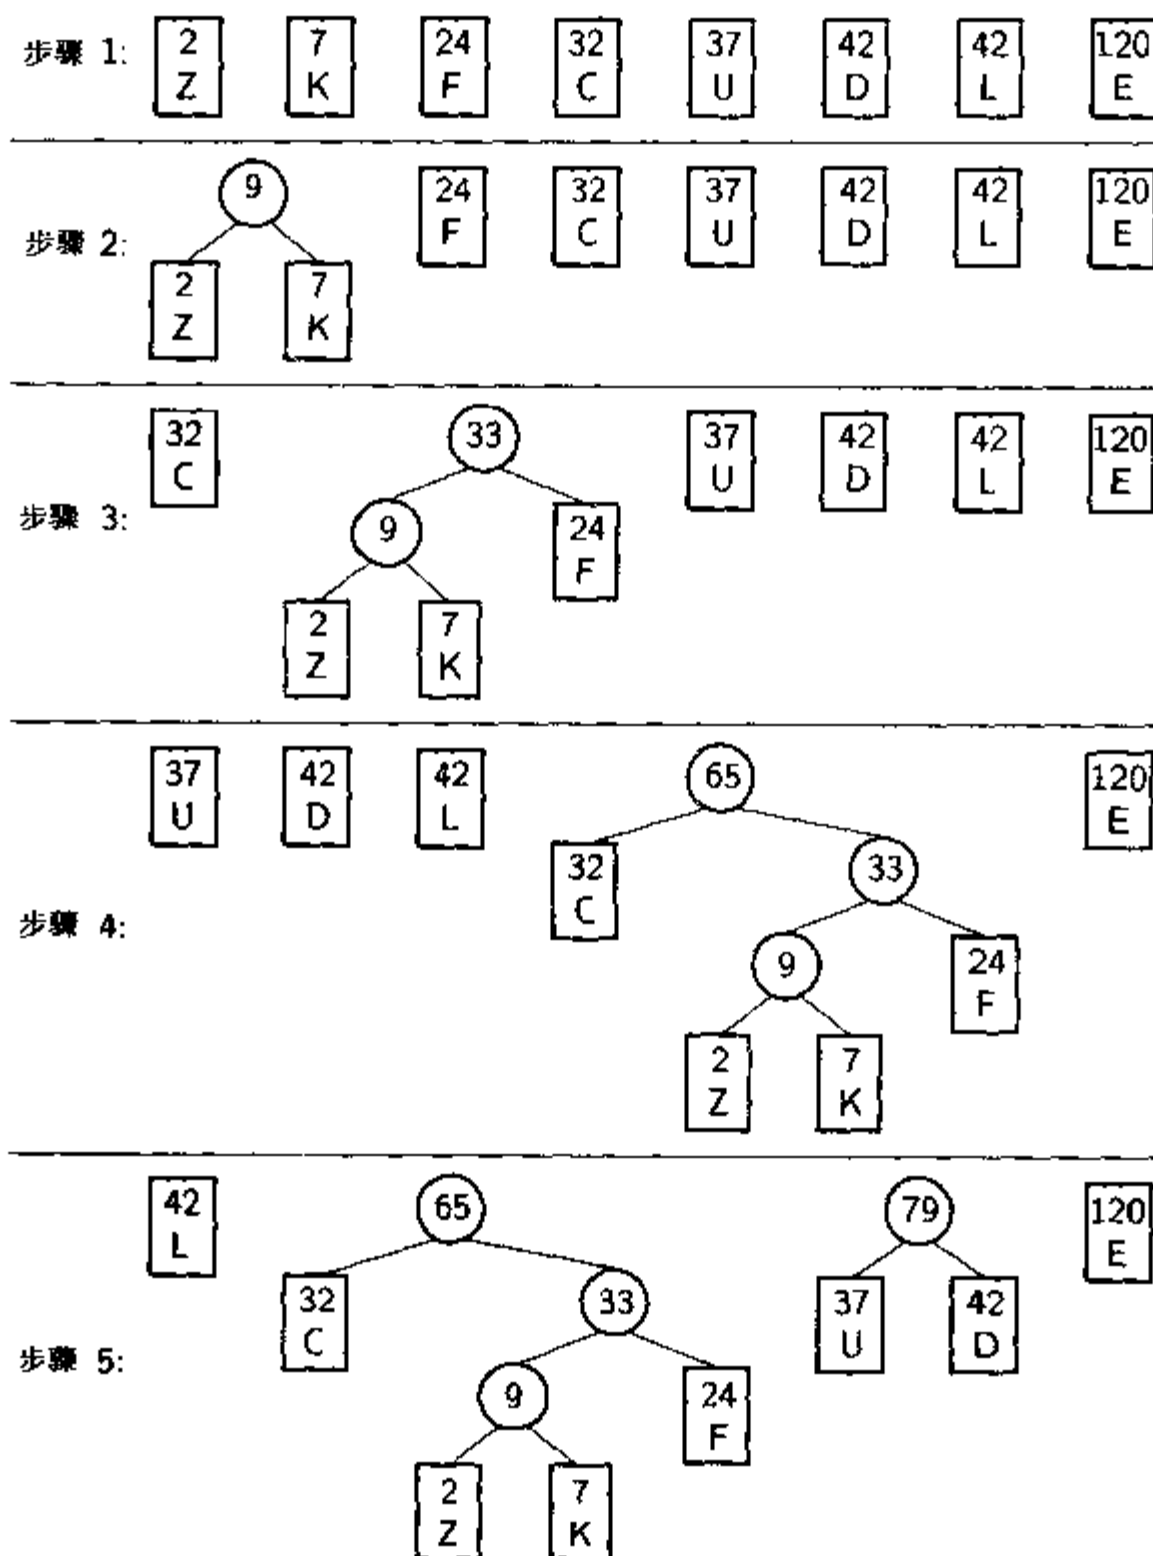 步骤 1: 2 7 24 32 37 42 42 120
Z K F C U D L E
9 24 32 37 42 42 120
F C U D L E
步骤 2:
2 7
Z K
32 33 37 42 42 120
C U D L E
步骤 3: 9 24
F
2 7
Z K
37 42 42 65 120
U D L E
32 33
C
步骤 4: 9 24
F
2 7
Z K
42 65 79 120
L E
32 33 37 42
C U D
步骤 5:
9 24
F
2 7
Z K